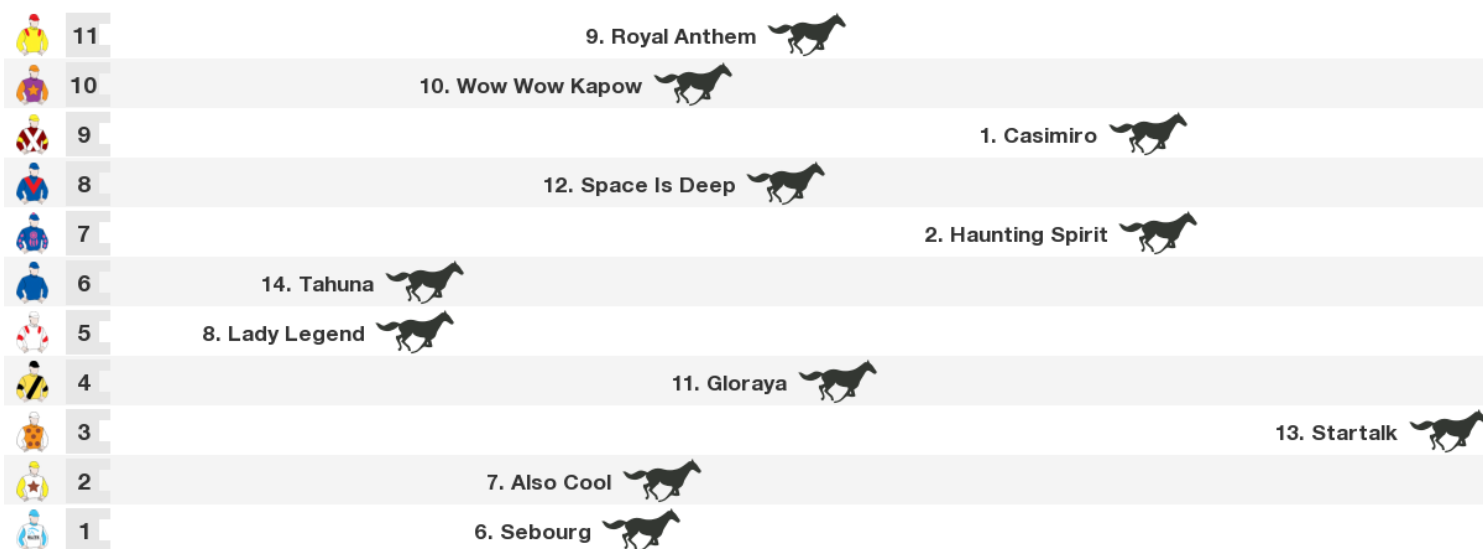 11 9. Royal Anthem
10 10. Wow Wow Kapow
9 1. Casimiro
8 12. Space Is Deep
7 2. Haunting Spirit
6 14. Tahuna
5 8. Lady Legend
4 11. Gloraya
3 13. Startalk
2 7. Also Cool
1 6. Sebourg